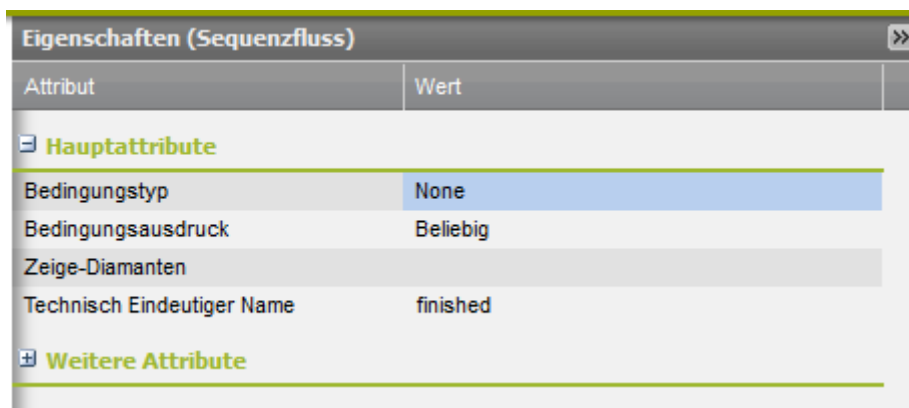 Eigenschaften (Sequenzfluss)
Attribut Wert
Hauptattribute
Bedingungstyp None
Bedingungsausdruck Beliebig
Zeige-Diamanten
Technisch Eindeutiger Name finished
Weitere Attribute